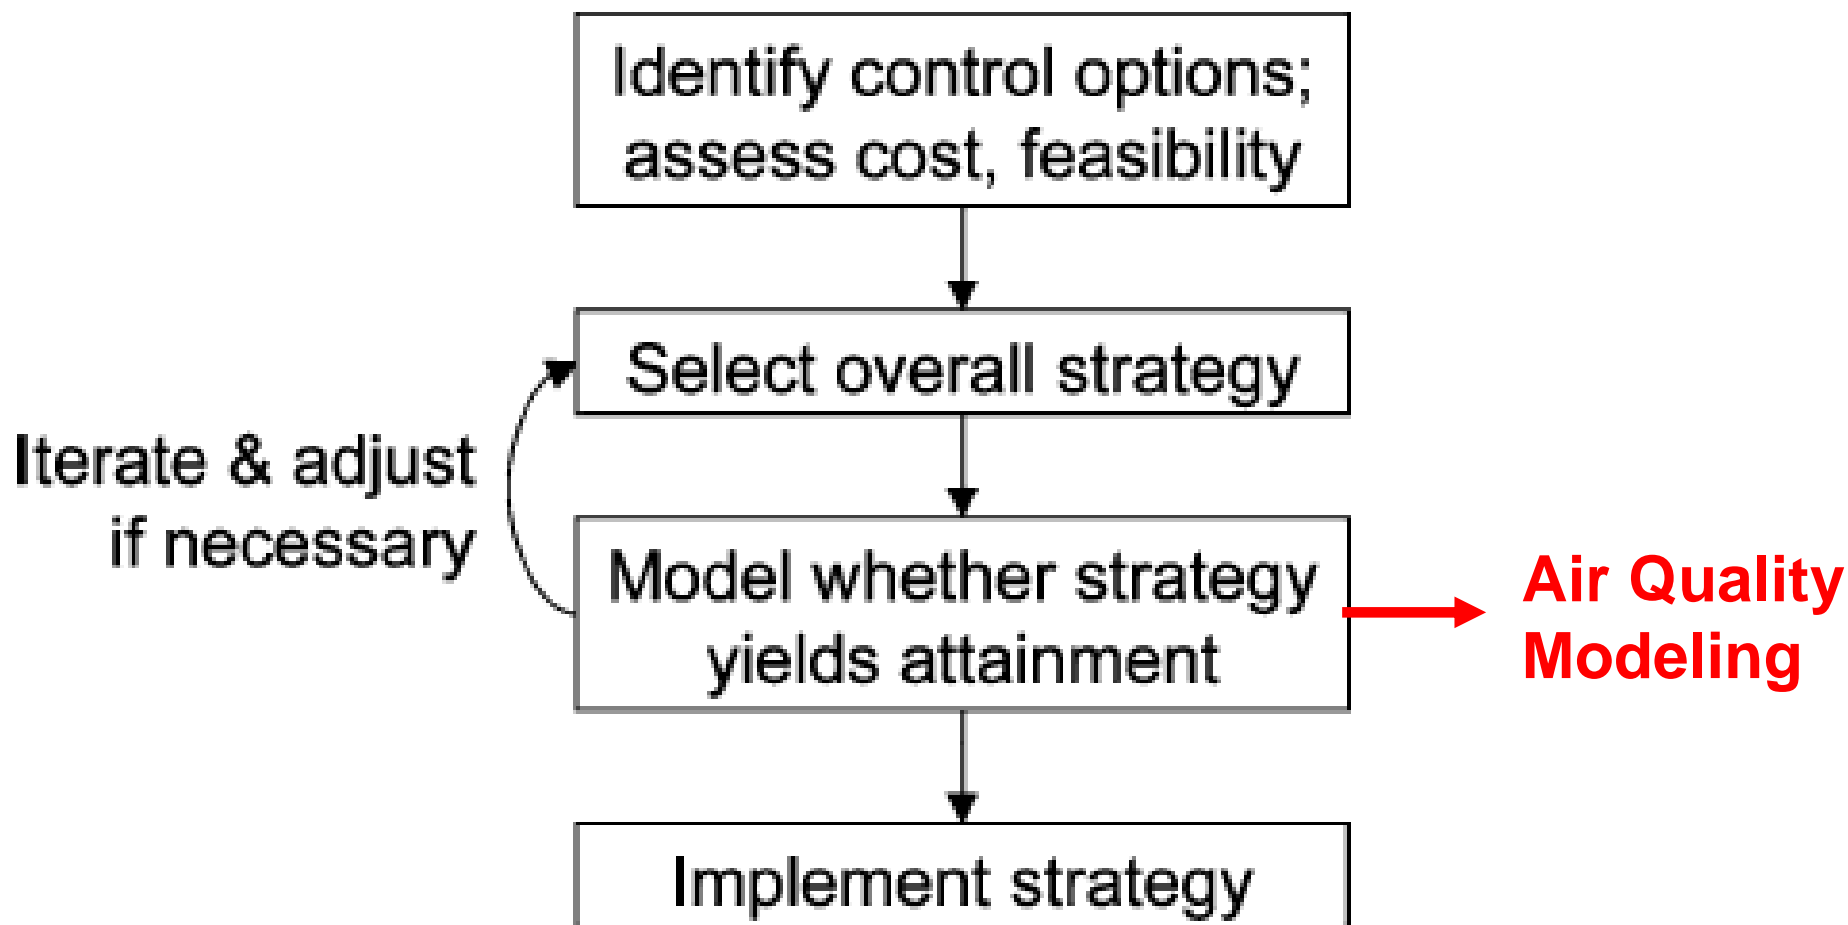 Identify control options;
assess cost, feasibility
Select overall strategy
Iterate & adjust
if necessary
Model whether strategy
yields attainment
Air Quality
Modeling
Implement strategy